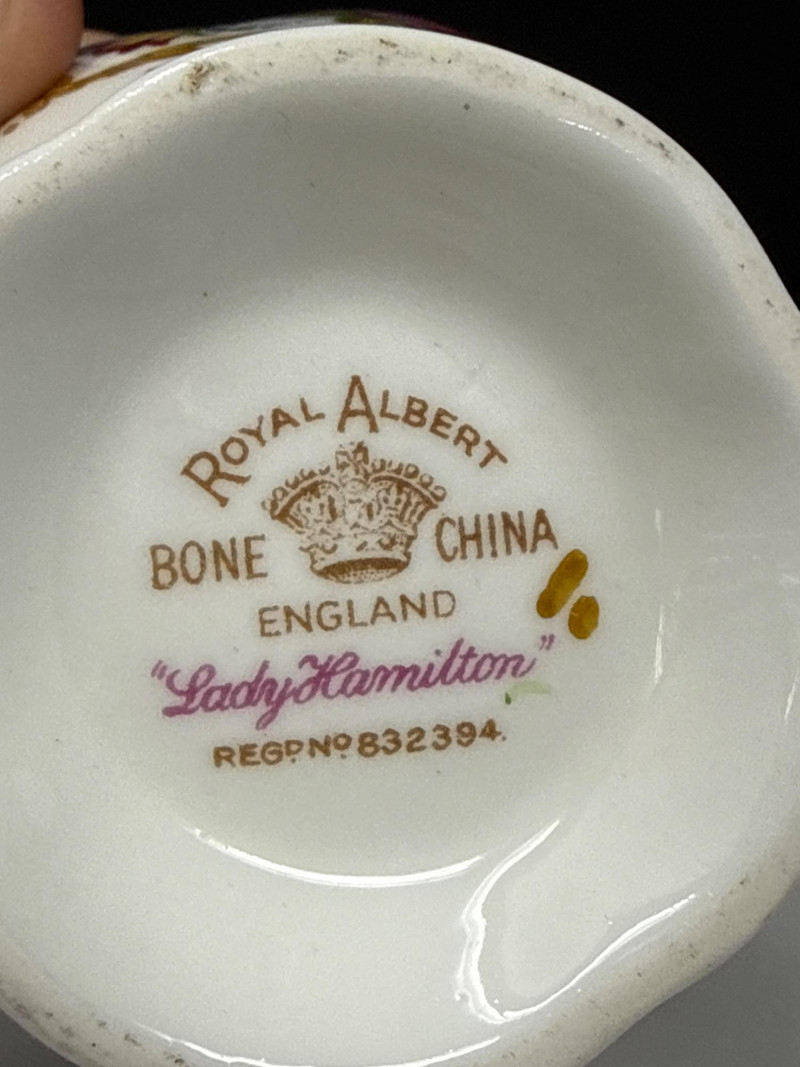 ROYAL ALBERT
BONE CHINA
ENGLAND
"Lady Hamilton"
REGD NO 832394.